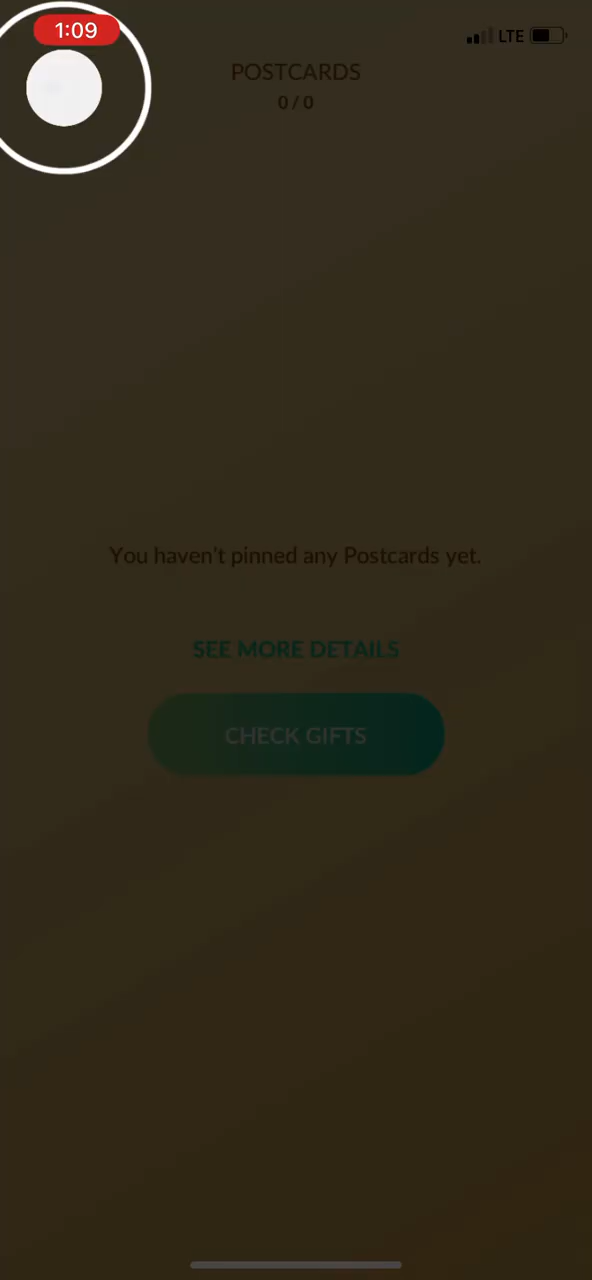 1:09
LTE
POSTCARDS
0 / 0
You haven't pinned any Postcards yet.
SEE MORE DETAILS
CHECK GIFTS